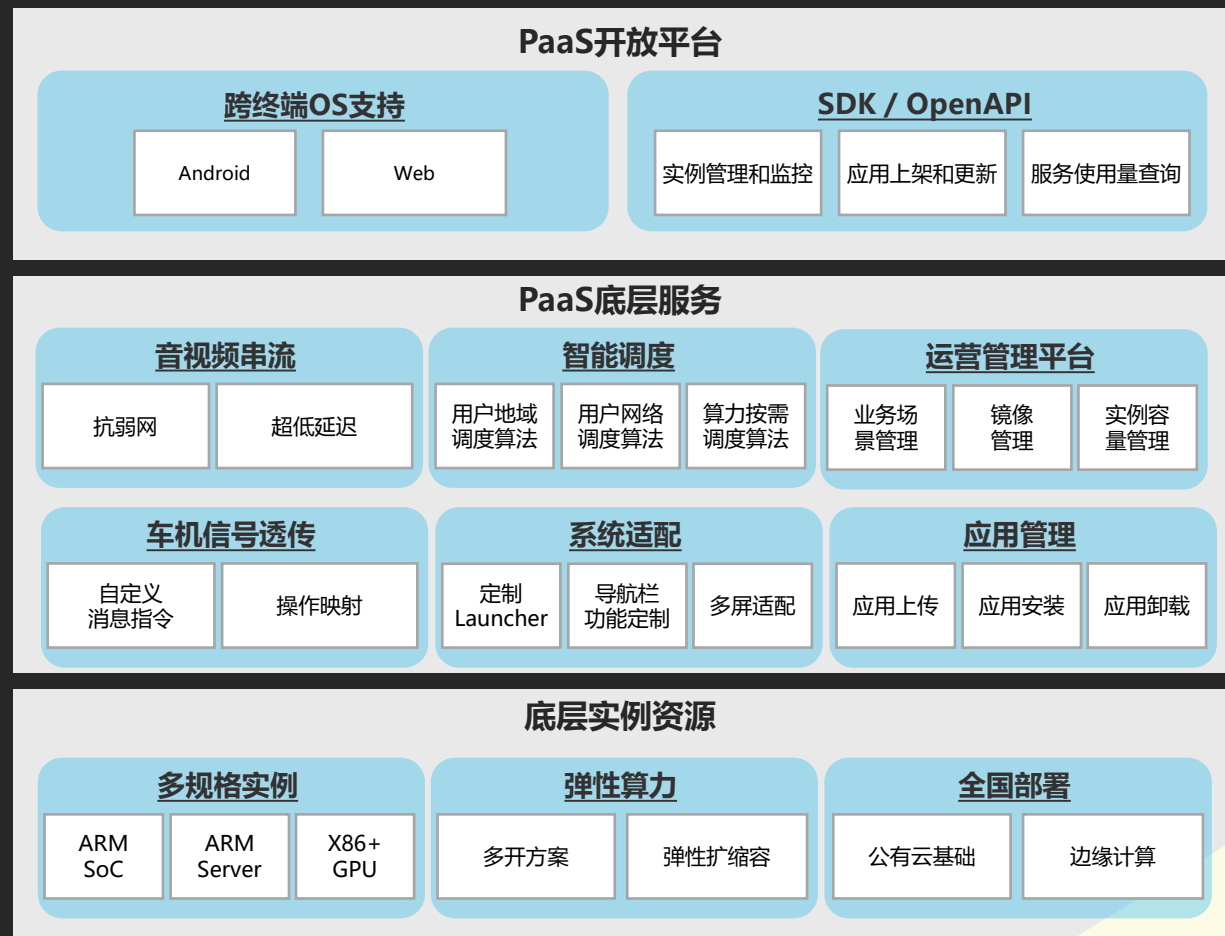 PaaS开放平台
跨终端OS支持
Android
Web
SDK / OpenAPI
实例管理和监控
应用上架和更新
服务使用量查询
PaaS底层服务
音视频串流
抗弱网
超低延迟
智能调度
用户地域
调度算法
用户网络
调度算法
算力按需
调度算法
运营管理平台
业务场
景管理
镜像
管理
实例容
量管理
车机信号透传
自定义
消息指令
操作映射
系统适配
定制
Launcher
导航栏
功能定制
多屏适配
应用管理
应用上传
应用安装
应用卸载
底层实例资源
多规格实例
ARM
SoC
ARM
Server
X86+
GPU
弹性算力
多开方案
弹性扩缩容
全国部署
公有云基础
边缘计算